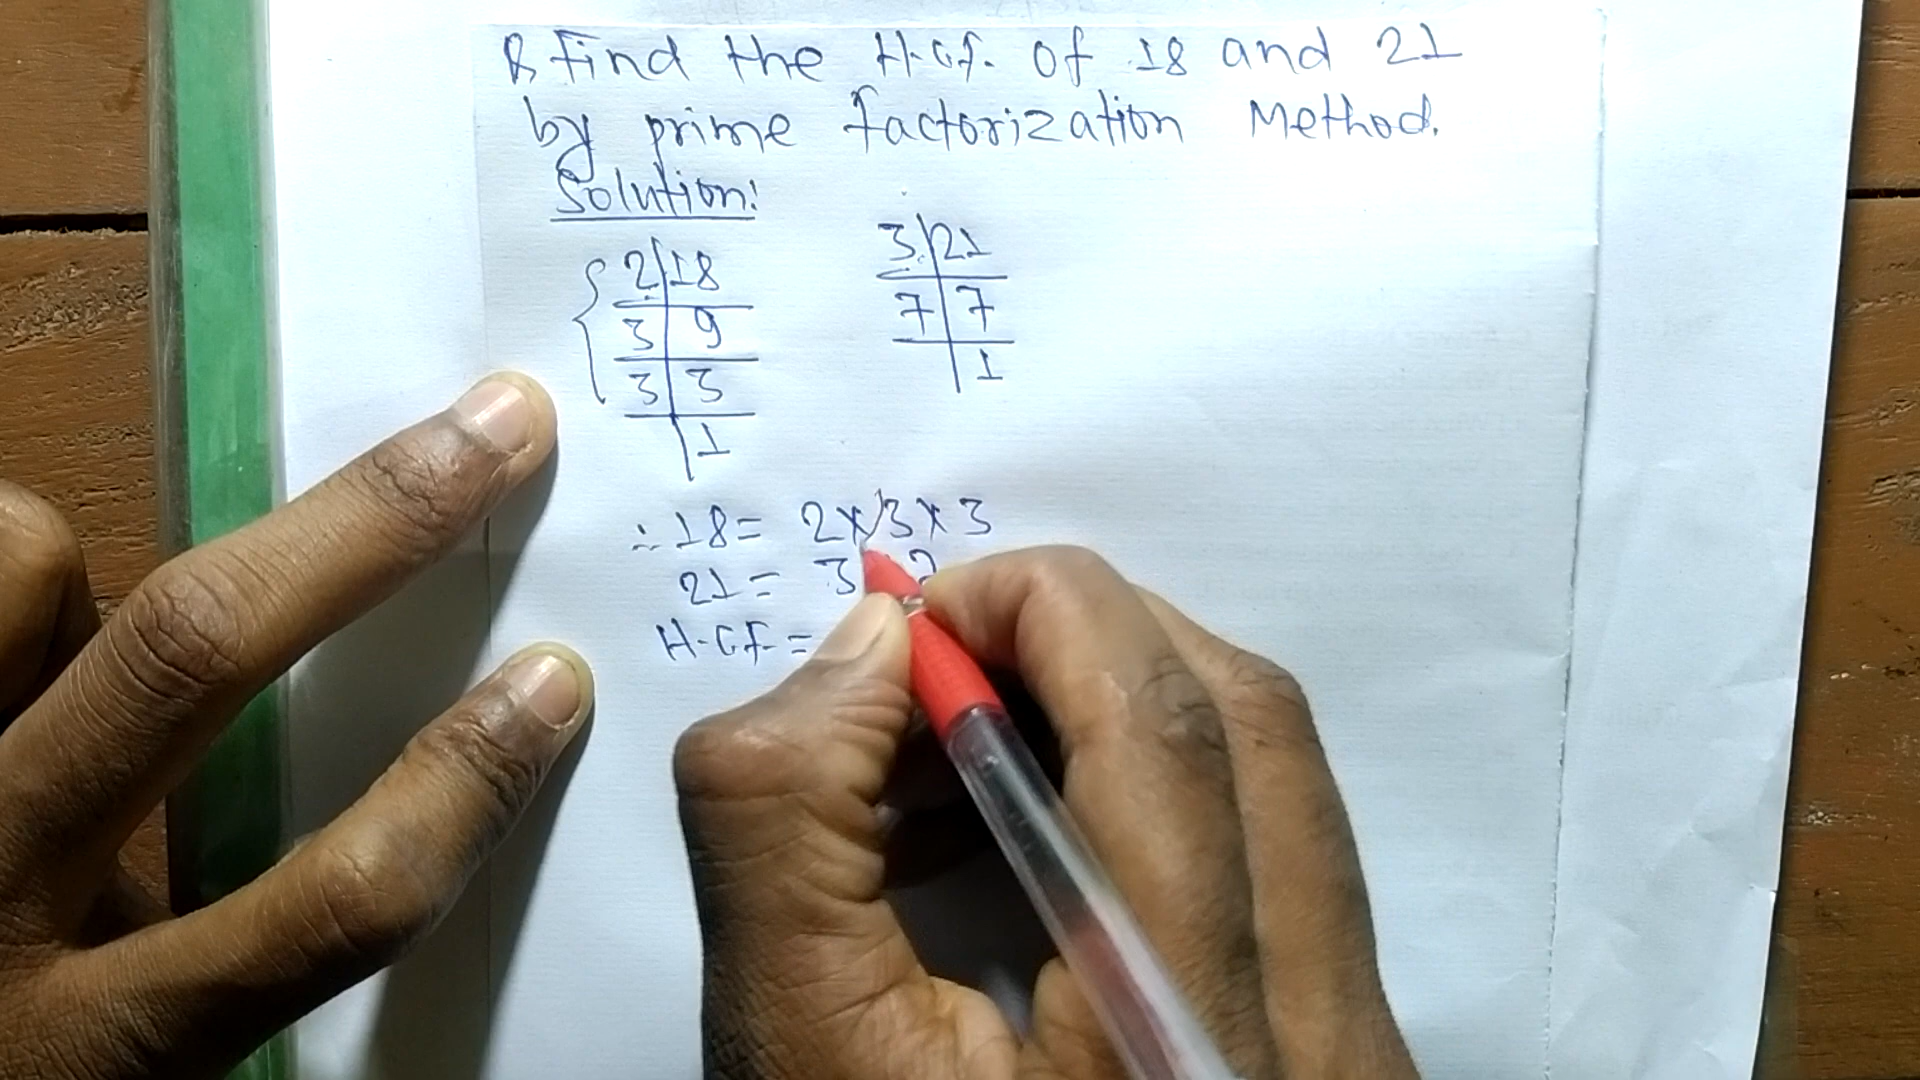 Q Find the H.C.F. of 18 and 21
by prime factorization Method.
Solution:
2 18
3 9
3 3
1
3 21
7 7
1
∴ 18 = 2 × 3 × 3
21 = 3
H.C.F =